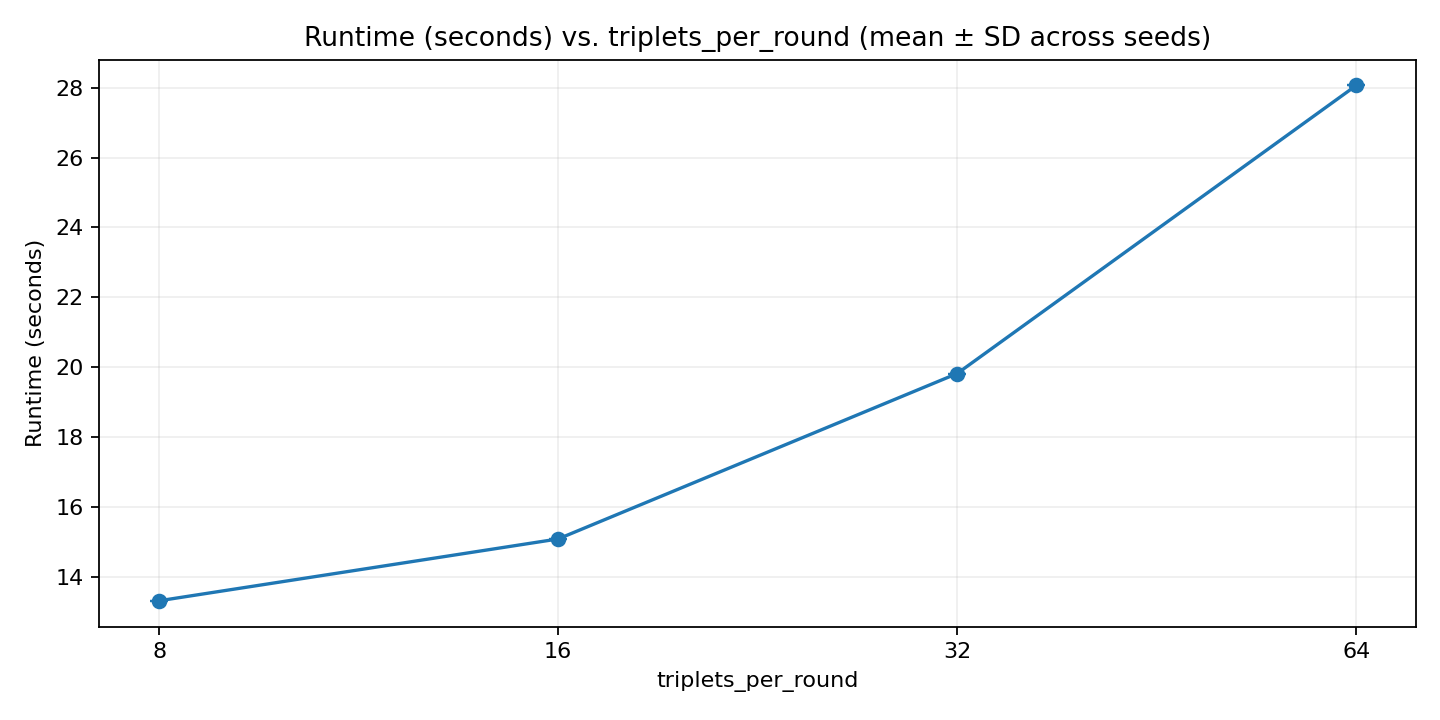 Runtime (seconds) vs. triplets_per_round (mean ± SD across seeds)
Runtime (seconds)
28
26
24
22
20
18
16
14
8 16 32 64
triplets_per_round